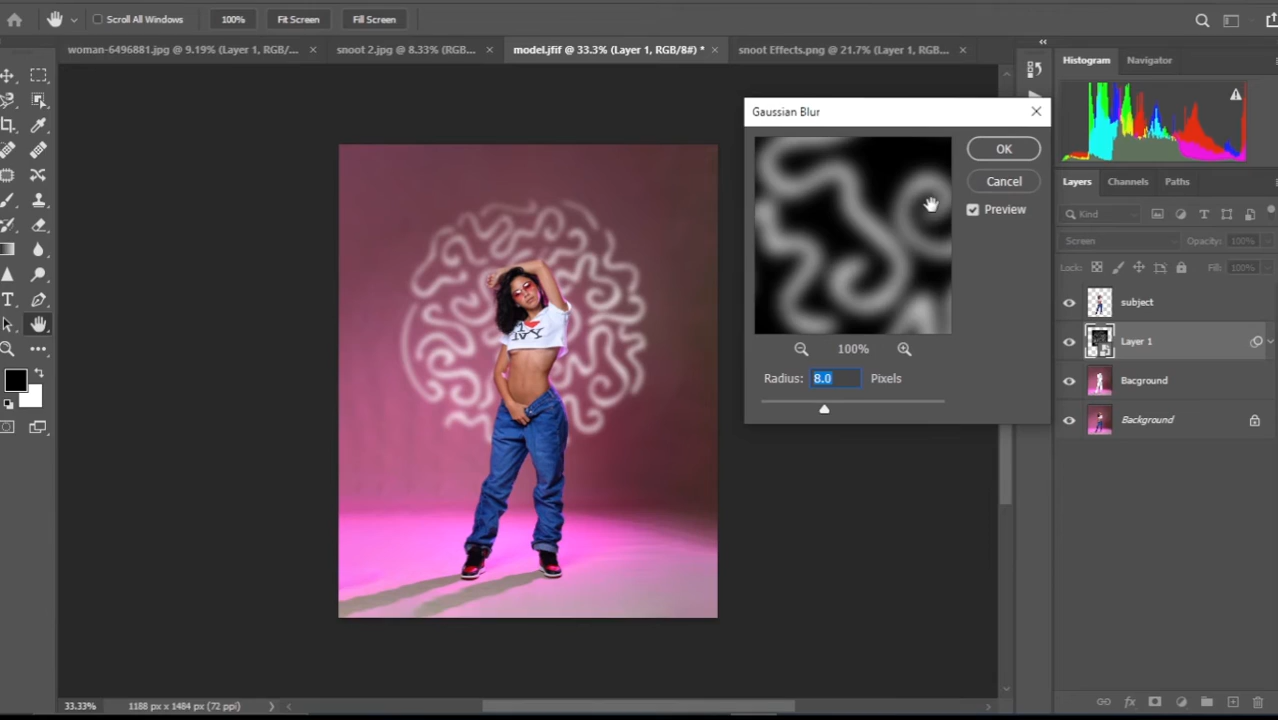 Scroll All Windows 100% Fit Screen Fill Screen
woman-6496881.jpg @ 9.19% (Layer 1, RGB/... × snoot 2.jpg @ 8.33% (RGB... × model.jfif @ 33.3% (Layer 1, RGB/8#) * × snoot Effects.png @ 21.7% (Layer 1, RGB... ×
Histogram Navigator
Gaussian Blur
OK
Cancel
Preview
100%
Radius: 8.0 Pixels
Layers Channels Paths
Kind
Screen Opacity: 100%
Lock: Fill: 100%
subject
Layer 1
Bacground
Background
IVY
33.33% 1188 px x 1484 px (72 ppi)